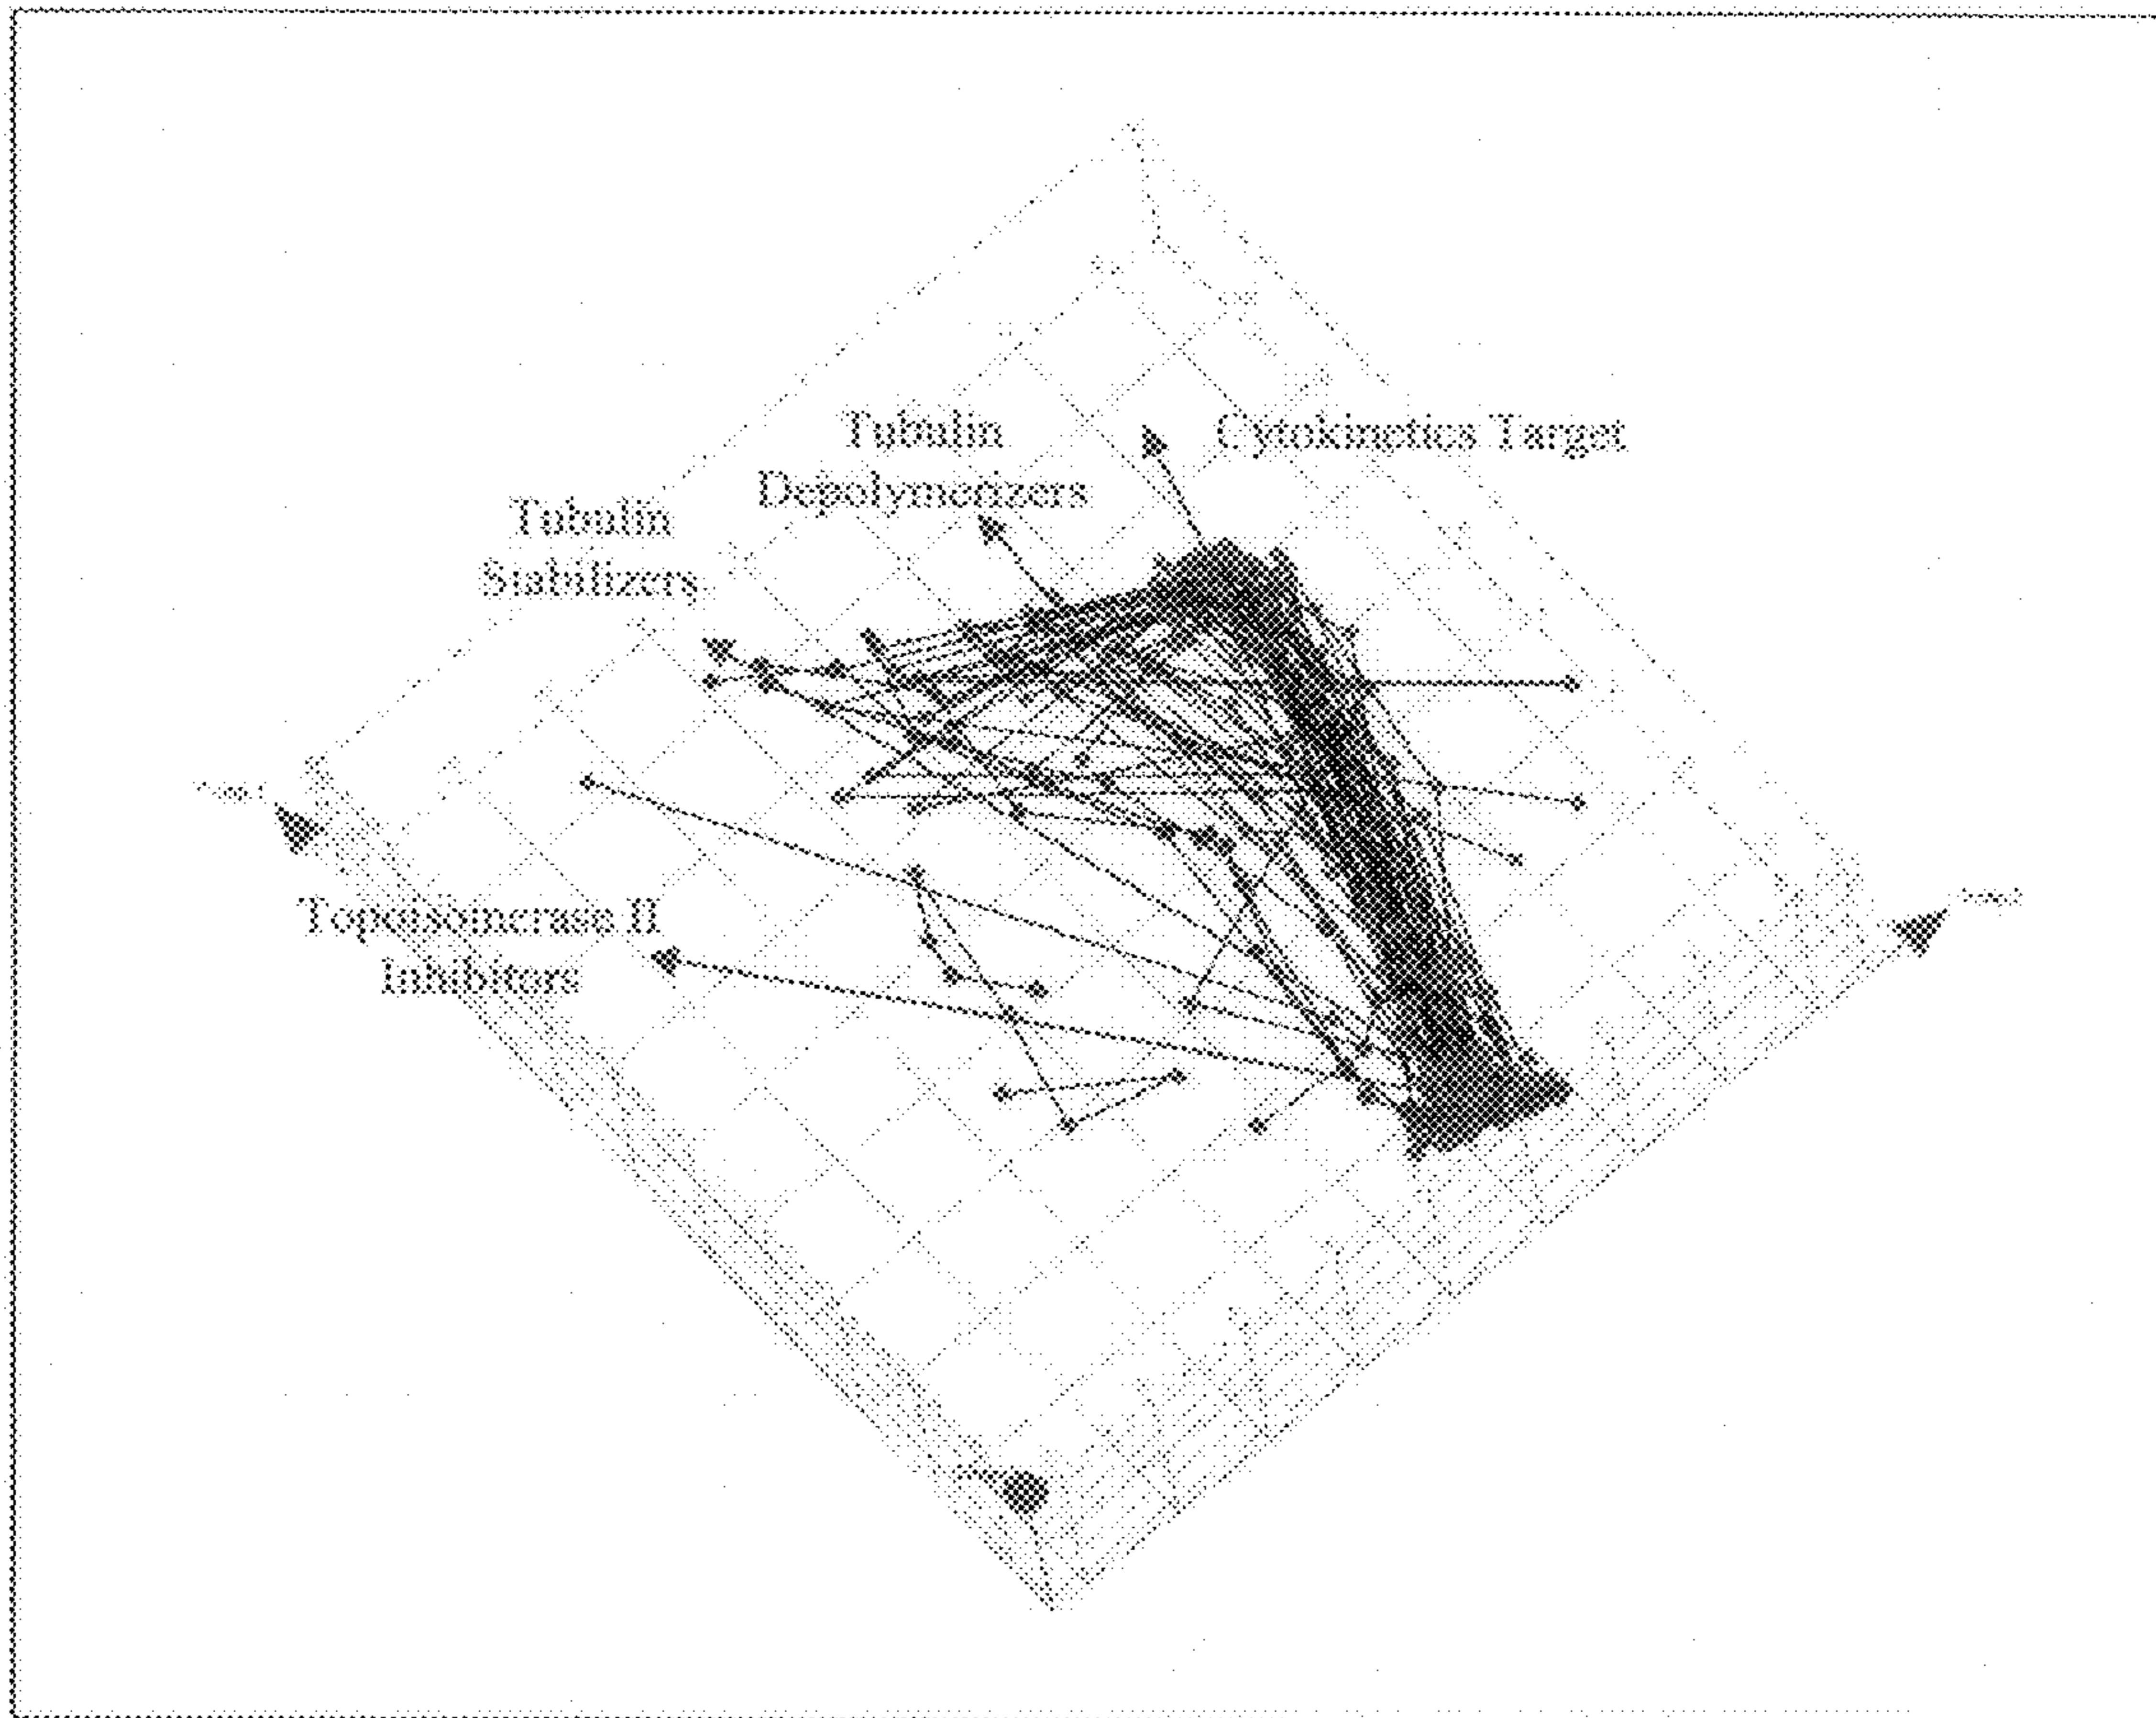 Tubulin
Depolymerizers
Cytokinetics Target
Tubulin
Stabilizers
Topoisomerase II
Inhibitors